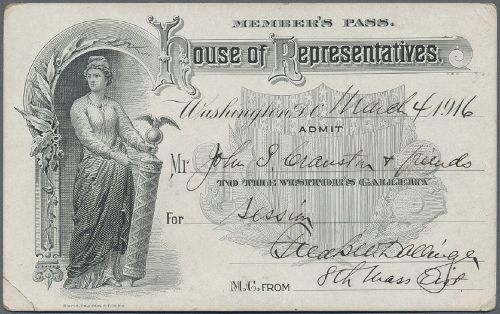 MEMBER'S PASS.
House of Representatives.
Washington, D.C. March 4, 1916
ADMIT
Mr John I. Cranston & friends
TO THE VISITOR'S GALLERY
For Session
Dallinger
M.C. FROM 8th Mass Dist